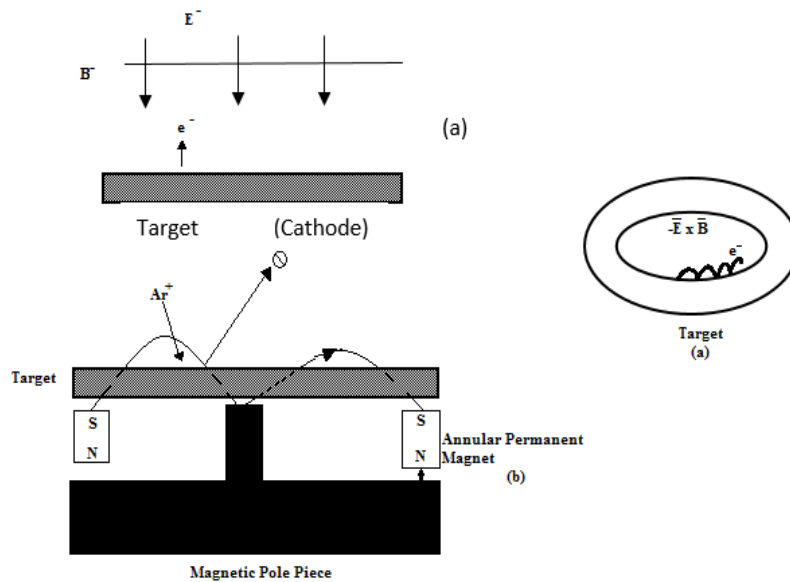 E⁻
B⁻
e⁻
(a)
Target (Cathode)
Ar⁺
Target
S
N
S
N
Annular Permanent
Magnet
(b)
Magnetic Pole Piece
-E̅ x B̅
e⁻
Target
(a)